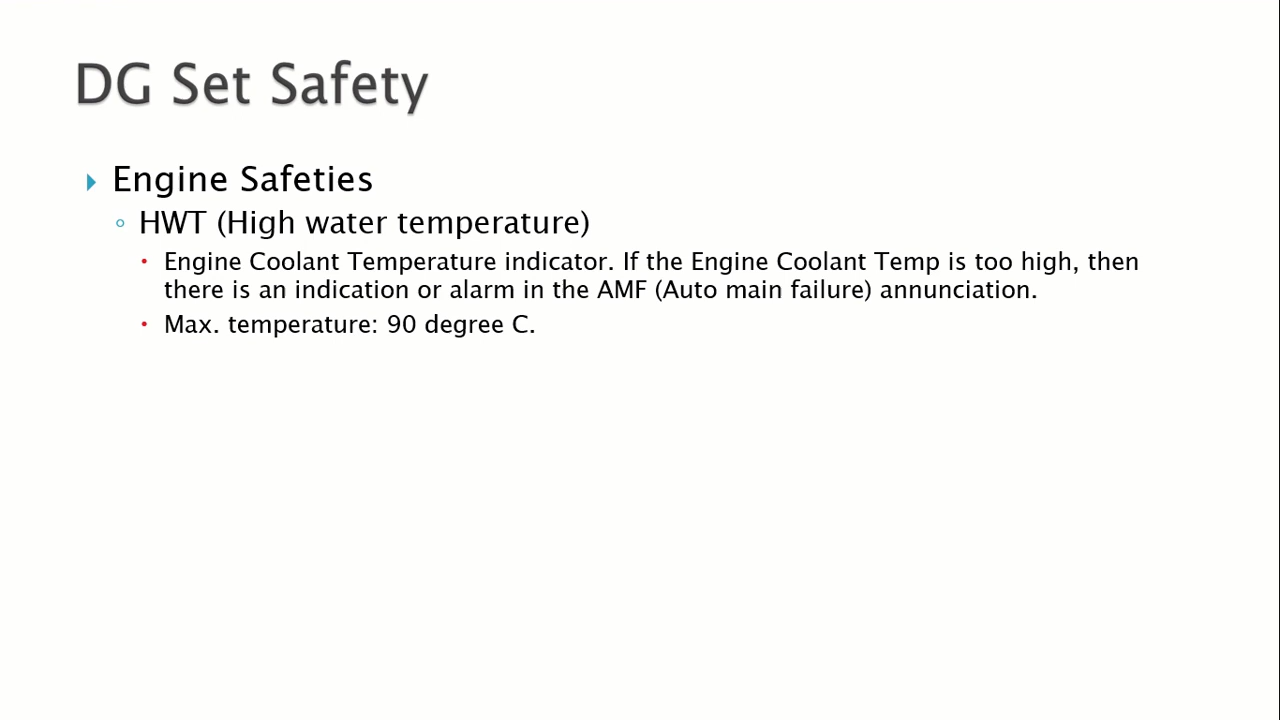 DG Set Safety
Engine Safeties
HWT (High water temperature)
Engine Coolant Temperature indicator. If the Engine Coolant Temp is too high, then
there is an indication or alarm in the AMF (Auto main failure) annunciation.
Max. temperature: 90 degree C.